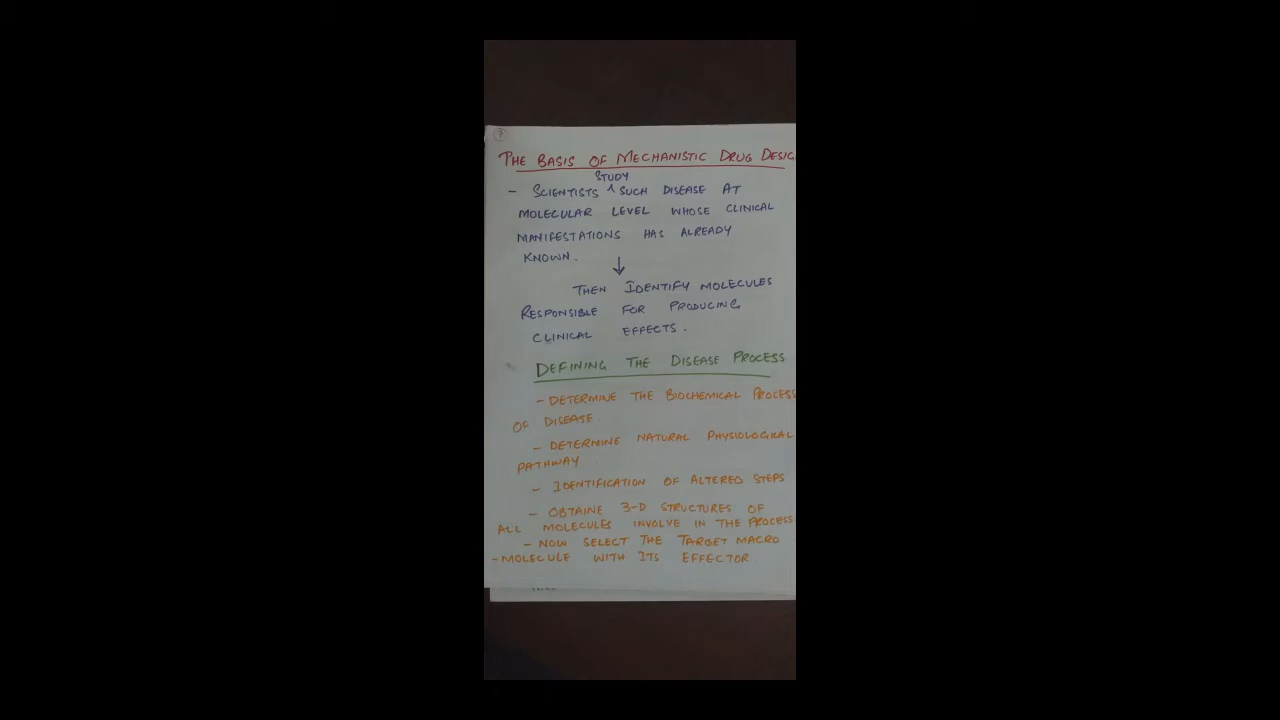 7
THE BASIS OF MECHANISTIC DRUG DESIG
STUDY
- SCIENTISTS ^ SUCH DISEASE AT
MOLECULAR LEVEL WHOSE CLINICAL
MANIFESTATIONS HAS ALREADY
KNOWN.
↓
THEN IDENTIFY MOLECULES
RESPONSIBLE FOR PRODUCING
CLINICAL EFFECTS.
DEFINING THE DISEASE PROCESS
- DETERMINE THE BIOCHEMICAL PROCESS
OF DISEASE.
- DETERMINE NATURAL PHYSIOLOGICAL
PATHWAY
- IDENTIFICATION OF ALTERED STEPS
- OBTAINE 3-D STRUCTURES OF
ALL MOLECULES INVOLVE IN THE PROCESS
- NOW SELECT THE TARGET MACRO
-MOLECULE WITH ITS EFFECTOR